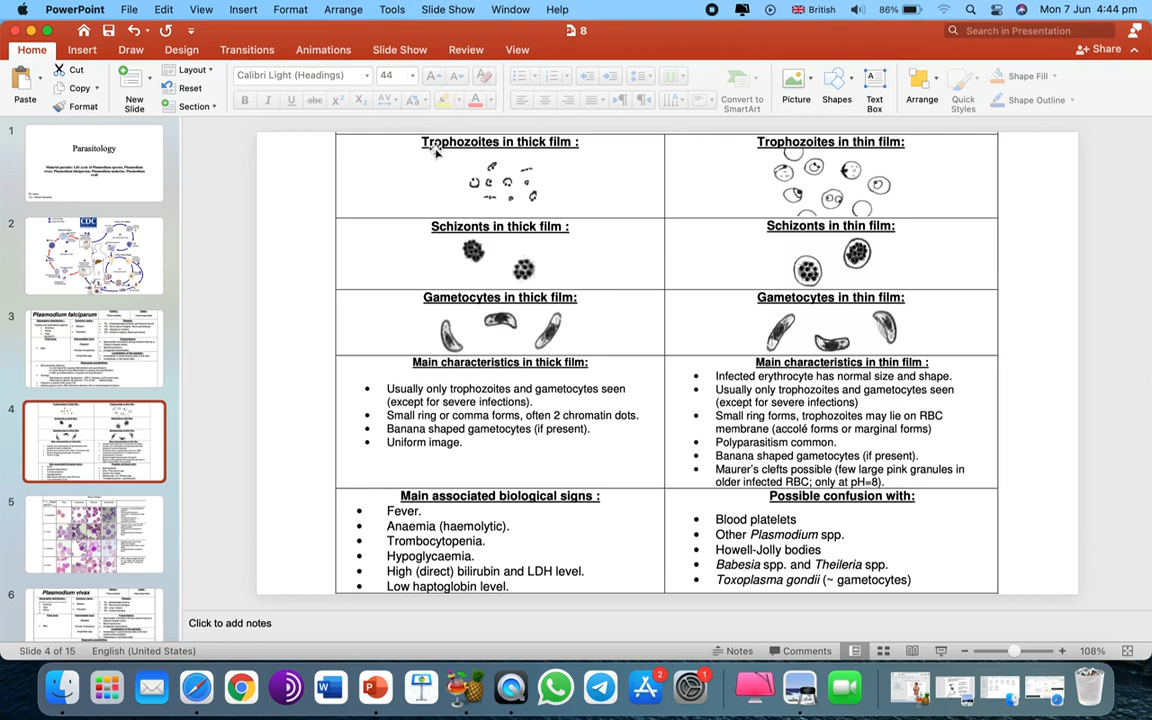 PowerPoint File Edit View Insert Format Arrange Tools Slide Show Window Help British 86% Mon 7 Jun 4:44 pm
8
Search in Presentation
Home Insert Draw Design Transitions Animations Slide Show Review View Share
Paste
Cut
Copy
Format
New Slide
Layout
Reset
Section
Calibri Light (Headings) 44
Convert to SmartArt
Picture
Shapes
Text Box
Arrange
Quick Styles
Shape Fill
Shape Outline
1
Parasitology
2
CDC
3
Plasmodium falciparum
4
5
6
Plasmodium vivax
Trophozoites in thick film :
Trophozoites in thin film:
Schizonts in thick film :
Schizonts in thin film:
Gametocytes in thick film:
Gametocytes in thin film:
Main characteristics in thick film:
• Usually only trophozoites and gametocytes seen
(except for severe infections).
• Small ring or comma forms, often 2 chromatin dots.
• Banana shaped gametocytes (if present).
• Uniform image.
Main characteristics in thin film :
• Infected erythrocyte has normal size and shape.
• Usually only trophozoites and gametocytes seen
(except for severe infections)
• Small ring forms, trophozoites may lie on RBC
membrane (accolé forms or marginal forms)
• Polyparasitism common.
• Banana shaped gametocytes (if present).
• Maurer's clefts possible (few large pink granules in
older infected RBC; only at pH=8).
Main associated biological signs :
• Fever.
• Anaemia (haemolytic).
• Trombocytopenia.
• Hypoglycaemia.
• High (direct) bilirubin and LDH level.
• Low haptoglobin level.
Possible confusion with:
• Blood platelets
• Other Plasmodium spp.
• Howell-Jolly bodies
• Babesia spp. and Theileria spp.
• Toxoplasma gondii (~ gametocytes)
Click to add notes
Slide 4 of 15 English (United States) Notes Comments 108%
2
1